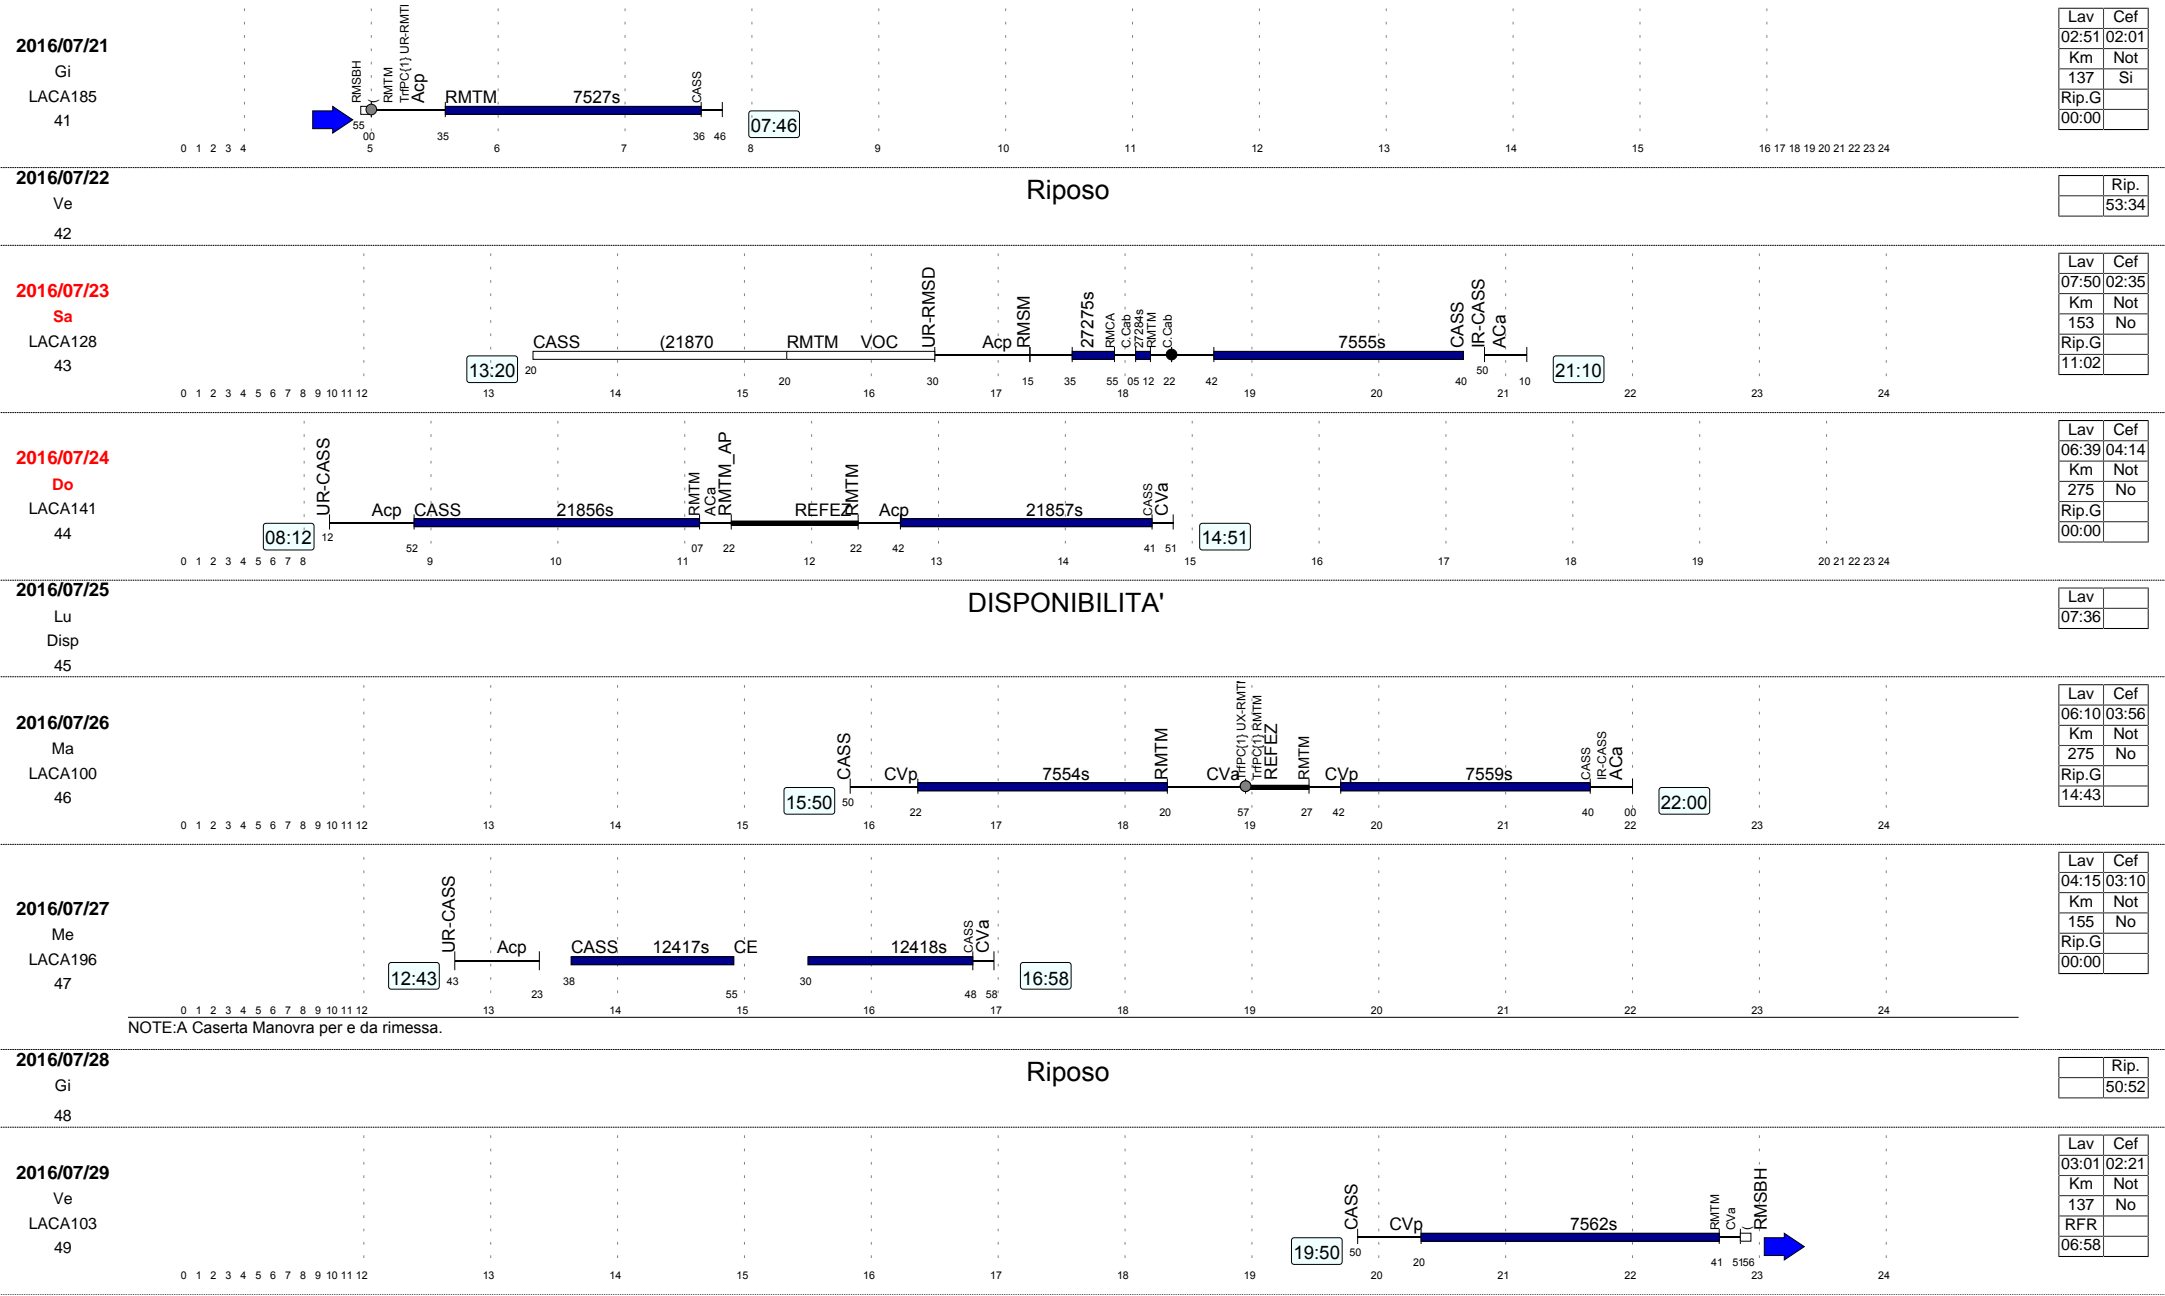 2016/07/21
Gi
LACA185
41
RMSBH
RMTM
TrfPC{1} UR-RMTI
Acp
RMTM 7527s CASS
55 00 35 36 46
07:46
0 1 2 3 4 5 6 7 8 9 10 11 12 13 14 15 16 17 18 19 20 21 22 23 24
Lav Cef
02:51 02:01
Km Not
137 Si
Rip.G
00:00
2016/07/22
Ve
42
Riposo
Rip.
53:34
2016/07/23
Sa
LACA128
43
13:20
CASS (21870 RMTM VOC UR-RMSD Acp RMSM 27275s RMCA C.Cab 27284s RMTM C.Cab 7555s CASS IR-CASS ACa
20 20 30 15 35 55 05 12 22 42 40 50 10
21:10
0 1 2 3 4 5 6 7 8 9 10 11 12 13 14 15 16 17 18 19 20 21 22 23 24
Lav Cef
07:50 02:35
Km Not
153 No
Rip.G
11:02
2016/07/24
Do
LACA141
44
08:12
UR-CASS Acp CASS 21856s RMTM ACa RMTM_AP REFEZ RMTM Acp 21857s CASS CVa
12 52 07 22 22 42 41 51
14:51
0 1 2 3 4 5 6 7 8 9 10 11 12 13 14 15 16 17 18 19 20 21 22 23 24
Lav Cef
06:39 04:14
Km Not
275 No
Rip.G
00:00
2016/07/25
Lu
Disp
45
DISPONIBILITA'
Lav
07:36
2016/07/26
Ma
LACA100
46
15:50
CASS CVp 7554s RMTM CVa TrfPC{1} UX-RMTI TrfPC{1} RMTM REFEZ RMTM CVp 7559s CASS IR-CASS ACa
50 22 20 57 27 42 40 00
22:00
0 1 2 3 4 5 6 7 8 9 10 11 12 13 14 15 16 17 18 19 20 21 22 23 24
Lav Cef
06:10 03:56
Km Not
275 No
Rip.G
14:43
2016/07/27
Me
LACA196
47
12:43
UR-CASS Acp CASS 12417s CE 12418s CASS CVa
43 23 38 55 30 48 58
16:58
0 1 2 3 4 5 6 7 8 9 10 11 12 13 14 15 16 17 18 19 20 21 22 23 24
NOTE:A Caserta Manovra per e da rimessa.
Lav Cef
04:15 03:10
Km Not
155 No
Rip.G
00:00
2016/07/28
Gi
48
Riposo
Rip.
50:52
2016/07/29
Ve
LACA103
49
19:50
CASS CVp 7562s RMTM CVa ( RMSBH
50 20 41 5156
0 1 2 3 4 5 6 7 8 9 10 11 12 13 14 15 16 17 18 19 20 21 22 23 24
Lav Cef
03:01 02:21
Km Not
137 No
RFR
06:58